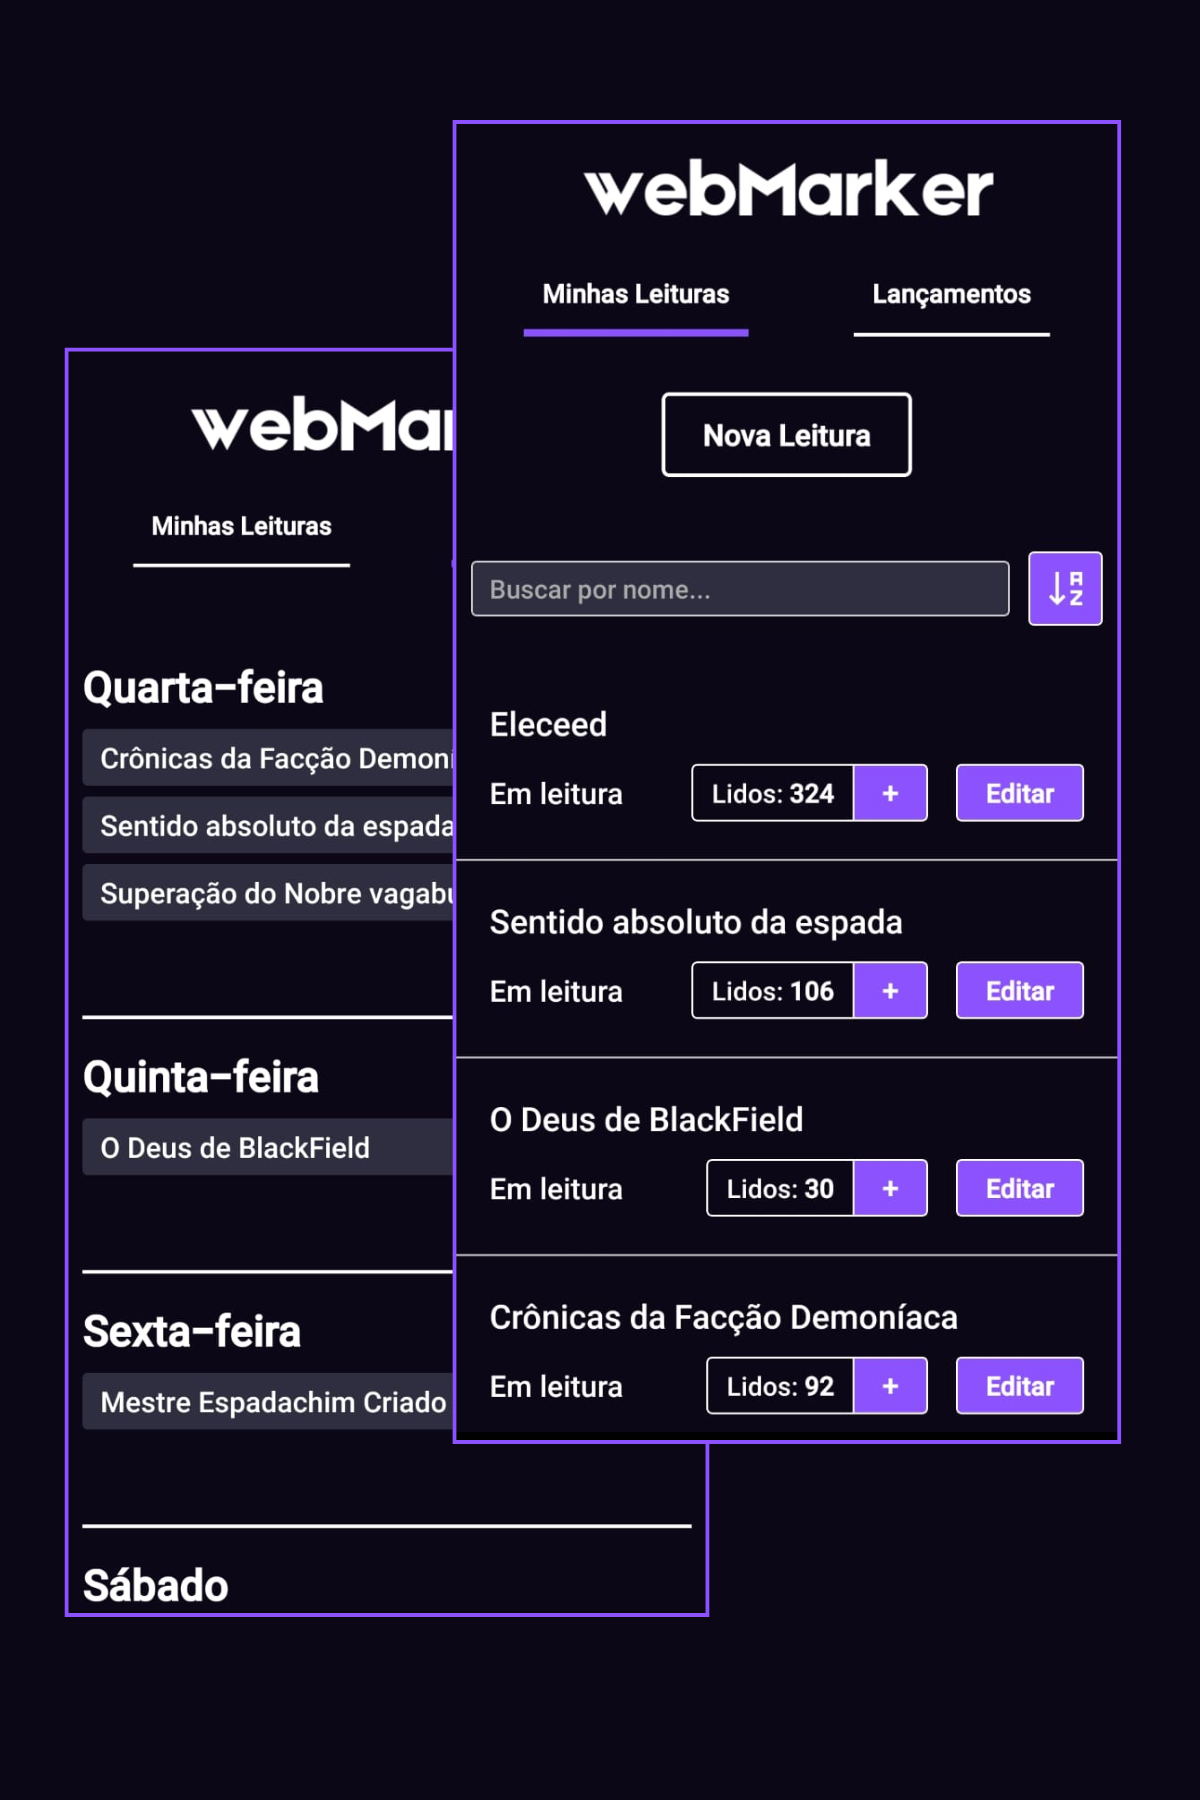 webMarker
Minhas Leituras
Lançamentos
Nova Leitura
Buscar por nome...
A
Z
Eleceed
Em leitura
Lidos: 324
+
Editar
Sentido absoluto da espada
Em leitura
Lidos: 106
+
Editar
O Deus de BlackField
Em leitura
Lidos: 30
+
Editar
Crônicas da Facção Demoníaca
Em leitura
Lidos: 92
+
Editar
Minhas Leituras
Quarta-feira
Crônicas da Facção
Sentido absoluto da espada
Superação do Nobre
Quinta-feira
O Deus de BlackField
Sexta-feira
Mestre Espadachim Criado
Sábado